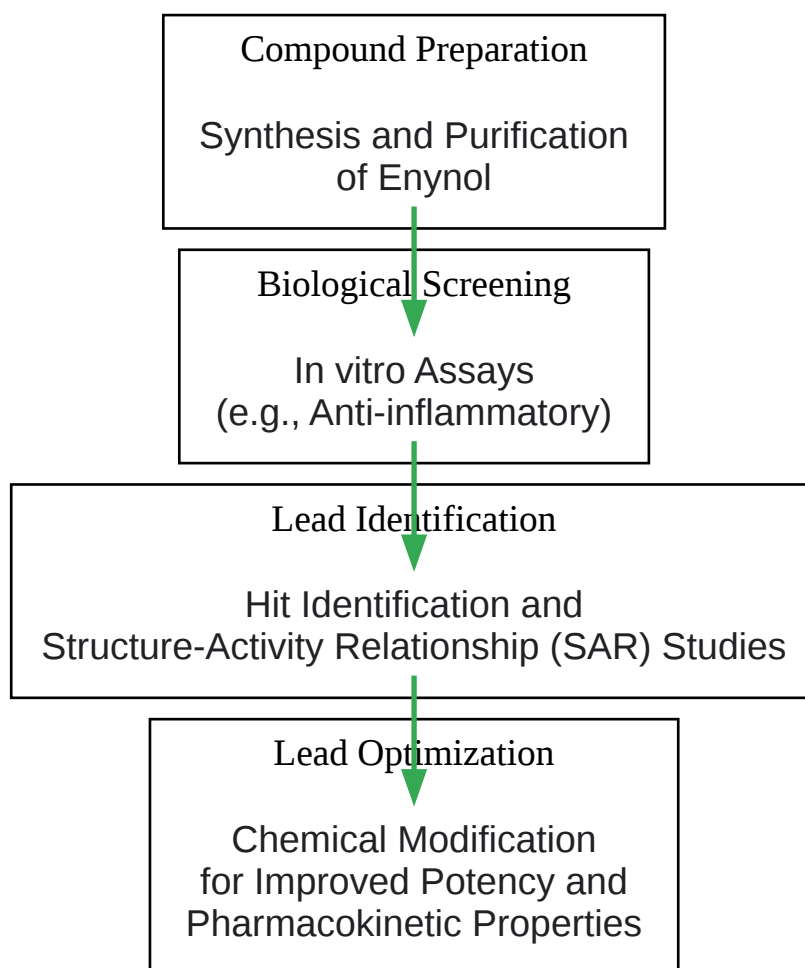 Compound Preparation
Synthesis and Purification
of Enynol
Biological Screening
In vitro Assays
(e.g., Anti-inflammatory)
Lead Identification
Hit Identification and
Structure-Activity Relationship (SAR) Studies
Lead Optimization
Chemical Modification
for Improved Potency and
Pharmacokinetic Properties